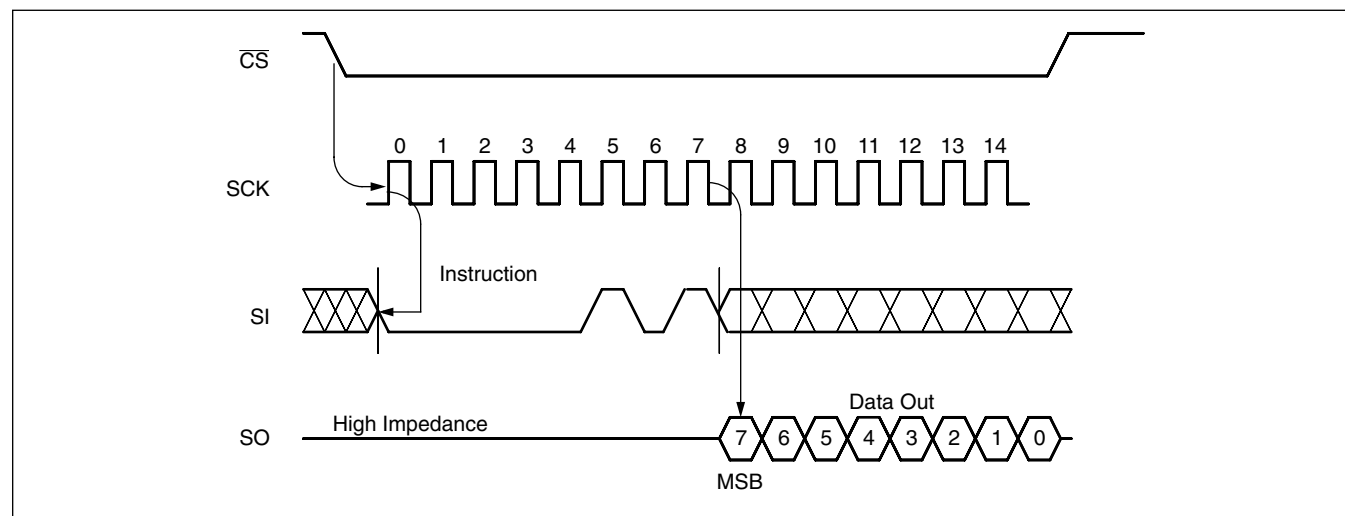 C̅S̅
0 1 2 3 4 5 6 7 8 9 10 11 12 13 14
SCK
Instruction
SI
Data Out
High Impedance
SO
7 6 5 4 3 2 1 0
MSB